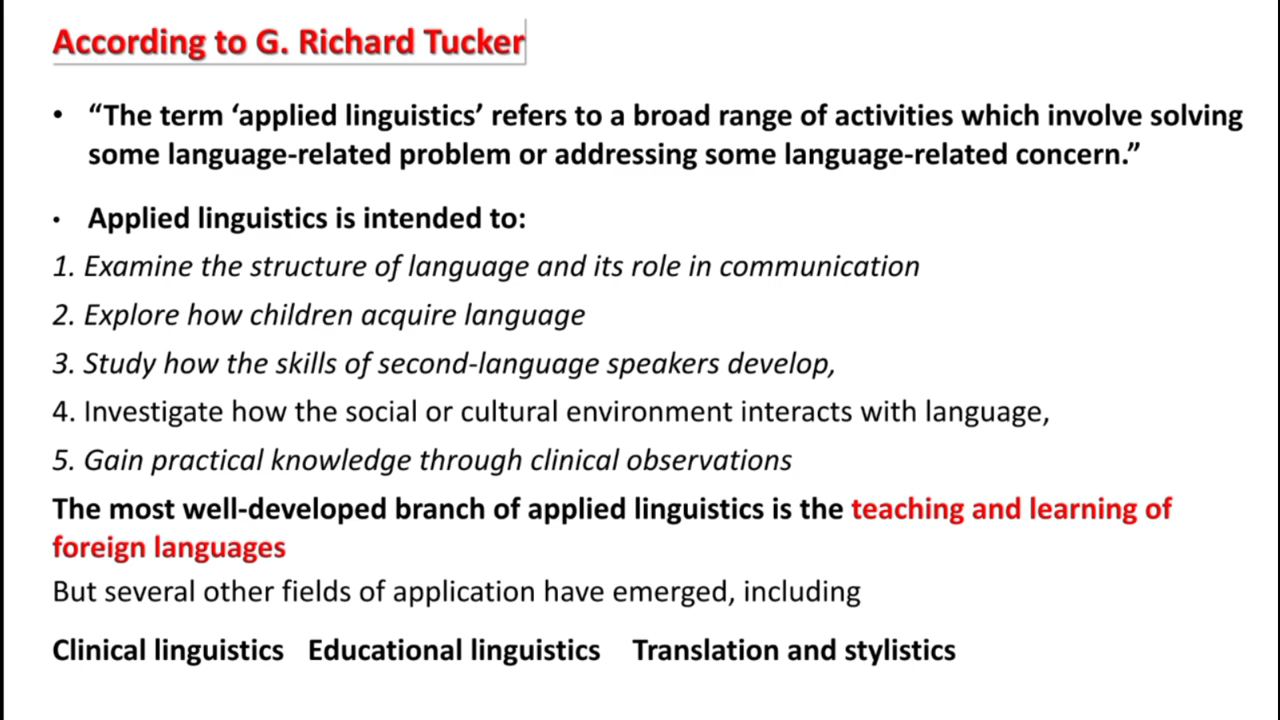 According to G. Richard Tucker
• “The term ‘applied linguistics’ refers to a broad range of activities which involve solving
some language-related problem or addressing some language-related concern.”
• Applied linguistics is intended to:
1. Examine the structure of language and its role in communication
2. Explore how children acquire language
3. Study how the skills of second-language speakers develop,
4. Investigate how the social or cultural environment interacts with language,
5. Gain practical knowledge through clinical observations
The most well-developed branch of applied linguistics is the teaching and learning of
foreign languages
But several other fields of application have emerged, including
Clinical linguistics Educational linguistics Translation and stylistics